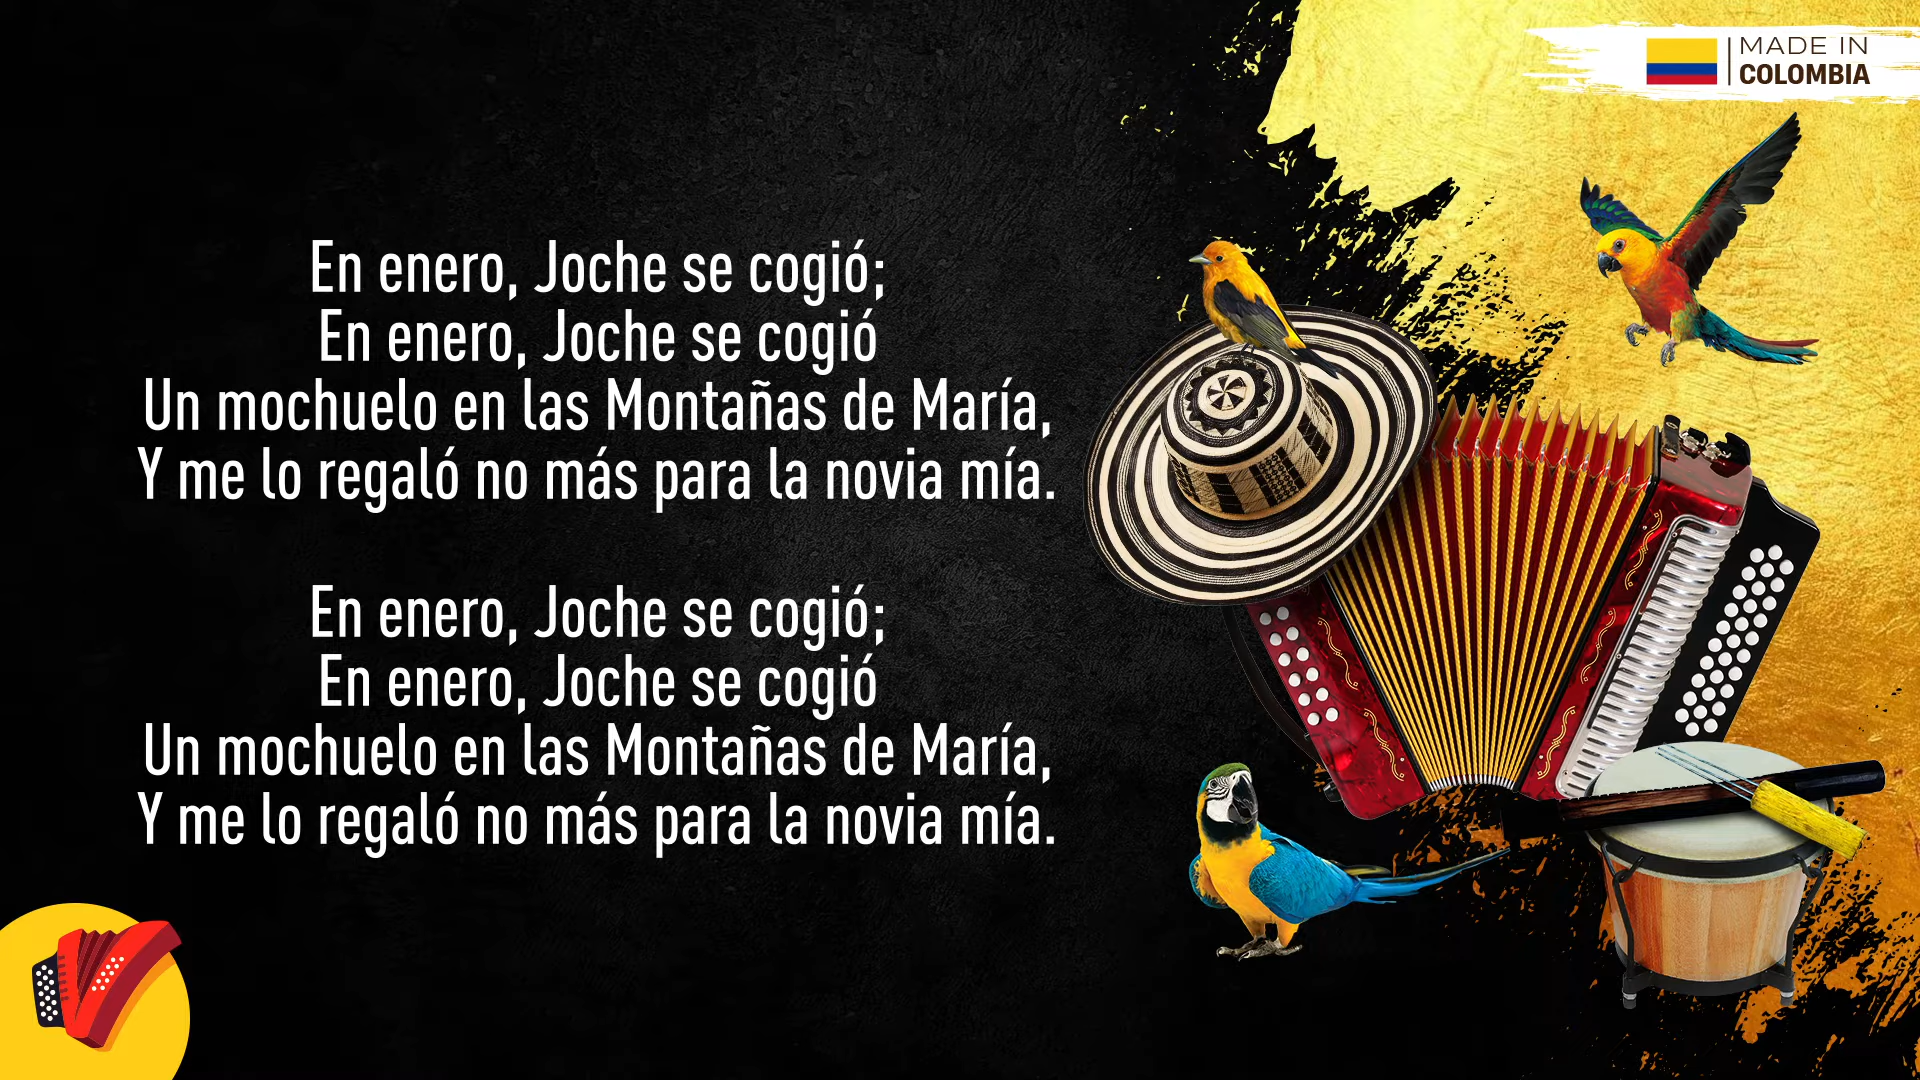 MADE IN
COLOMBIA
En enero, Joche se cogió;
En enero, Joche se cogió
Un mochuelo en las Montañas de María,
Y me lo regaló no más para la novia mía.
En enero, Joche se cogió;
En enero, Joche se cogió
Un mochuelo en las Montañas de María,
Y me lo regaló no más para la novia mía.